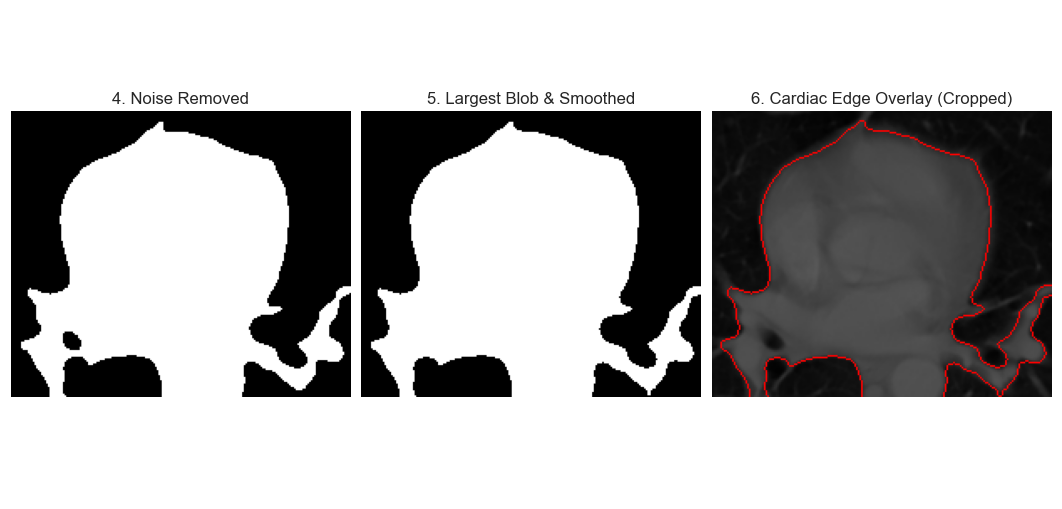 4. Noise Removed
5. Largest Blob & Smoothed
6. Cardiac Edge Overlay (Cropped)